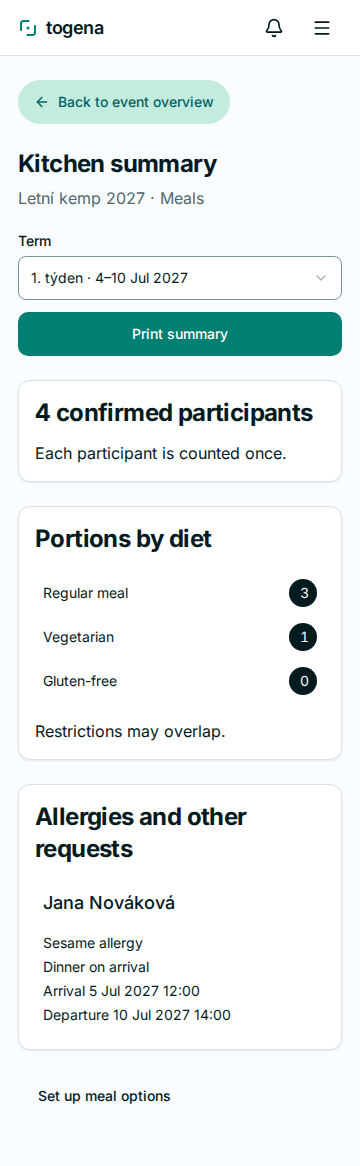 togena
Back to event overview
Kitchen summary
Letní kemp 2027 · Meals
Term
1. týden · 4–10 Jul 2027
Print summary
4 confirmed participants
Each participant is counted once.
Portions by diet
Regular meal 3
Vegetarian 1
Gluten-free 0
Restrictions may overlap.
Allergies and other
requests
Jana Nováková
Sesame allergy
Dinner on arrival
Arrival 5 Jul 2027 12:00
Departure 10 Jul 2027 14:00
Set up meal options